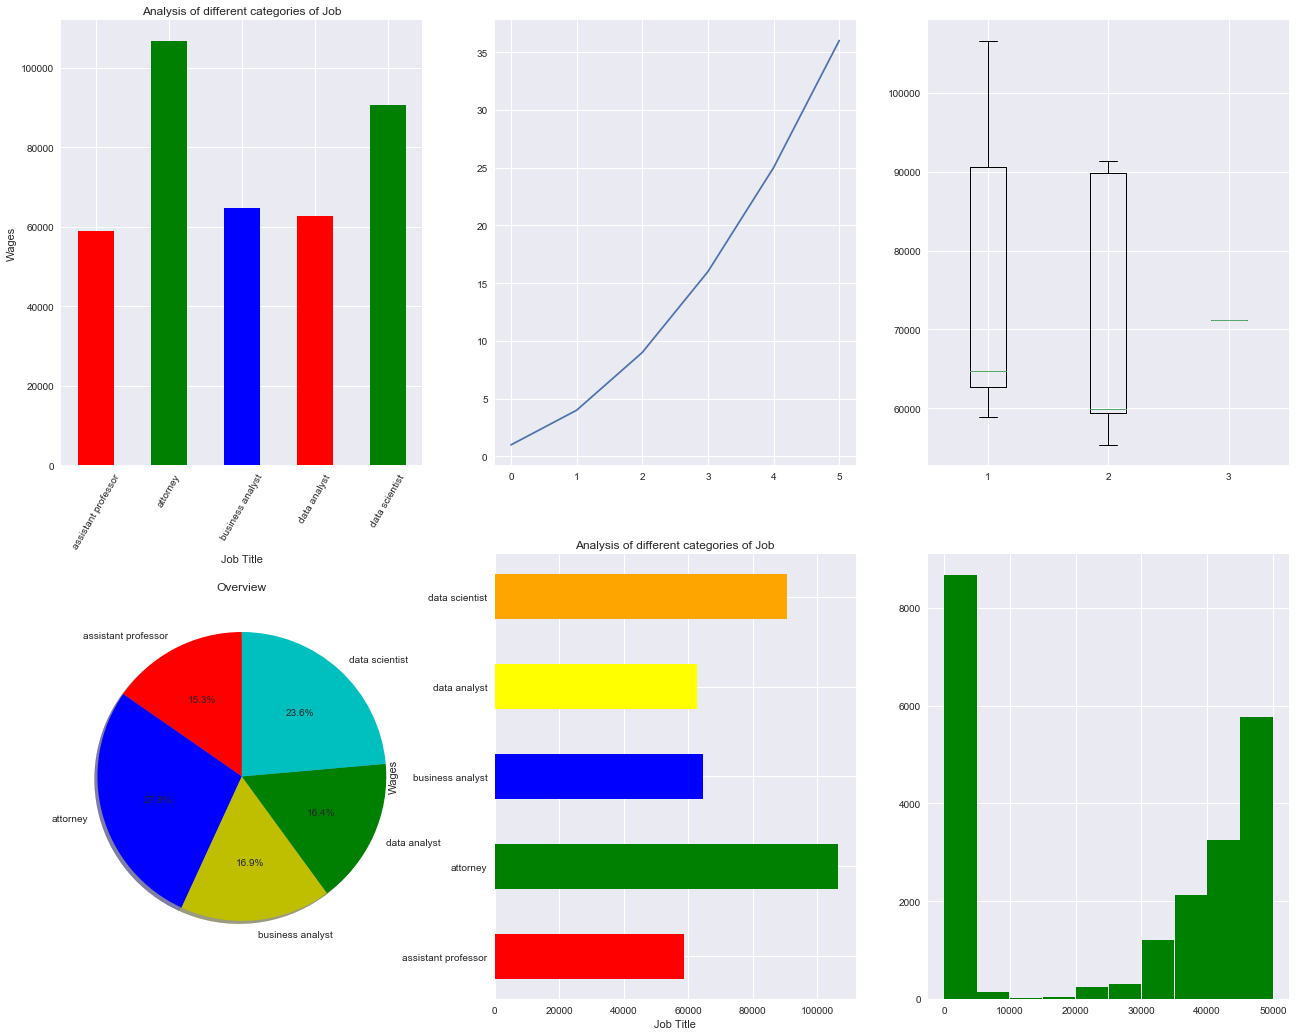 Analysis of different categories of Job
100000
80000
60000
40000
20000
0
Wages
assistant professor
attorney
business analyst
data analyst
data scientist
Job Title
35
30
25
20
15
10
5
0
0 1 2 3 4 5
100000
90000
80000
70000
60000
1 2 3
Overview
assistant professor
data scientist
15.3%
23.6%
Wages
16.4%
attorney
data analyst
16.9%
business analyst
Analysis of different categories of Job
data scientist
data analyst
business analyst
attorney
assistant professor
0 20000 40000 60000 80000 100000
Job Title
8000
6000
4000
2000
0
0 10000 20000 30000 40000 50000